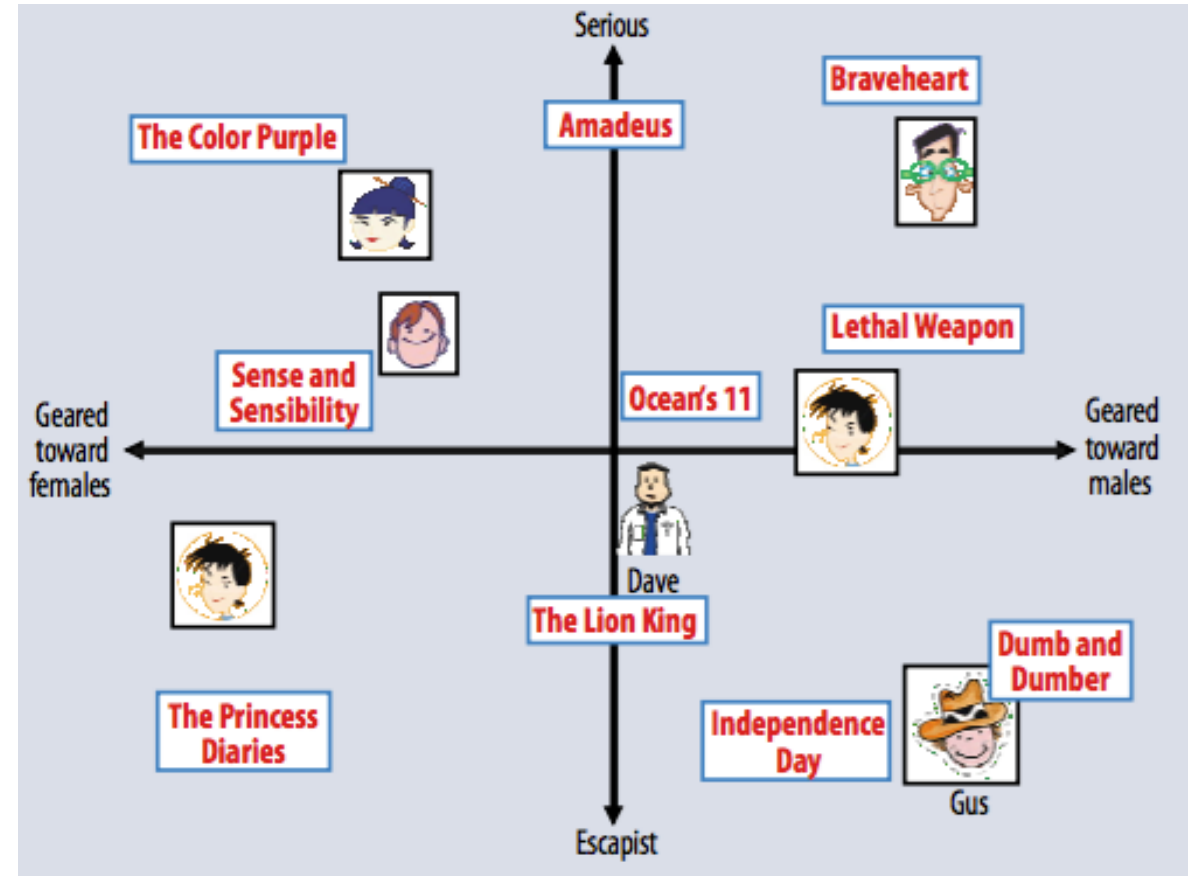 Serious
Braveheart
Amadeus
The Color Purple
Lethal Weapon
Sense and
Sensibility
Ocean's 11
Geared
toward
females
Geared
toward
males
Dave
The Lion King
Dumb and
Dumber
The Princess
Diaries
Independence
Day
Gus
Escapist